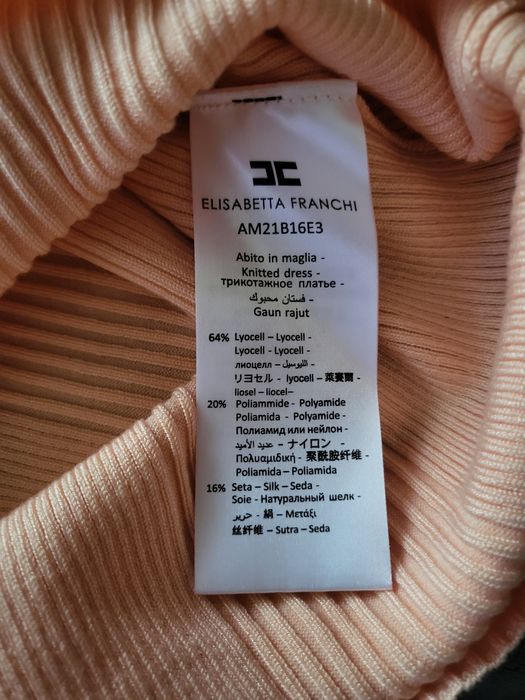 ELISABETTA FRANCHI
AM21B16E3
Abito in maglia -
Knitted dress -
трикотажное платье -
فستان محبوك -
Gaun rajut
64% Lyocell – Lyocell -
Lyocell - Lyocell -
лиоцелл – الليوسيل -
リヨセル - lyocell – 萊賽爾 -
liosel – liocel–
20% Poliammide - Polyamide
Poliamida - Polyamide -
Полиамид или нейлон -
عديد الأميد - ナイロン -
Πολυαμιδική - 聚酰胺纤维 -
Poliamida – Poliamida
16% Seta – Silk – Seda -
Soie - Натуральный шелк -
حرير - 絹 – Μετάξι
丝纤维 – Sutra – Seda